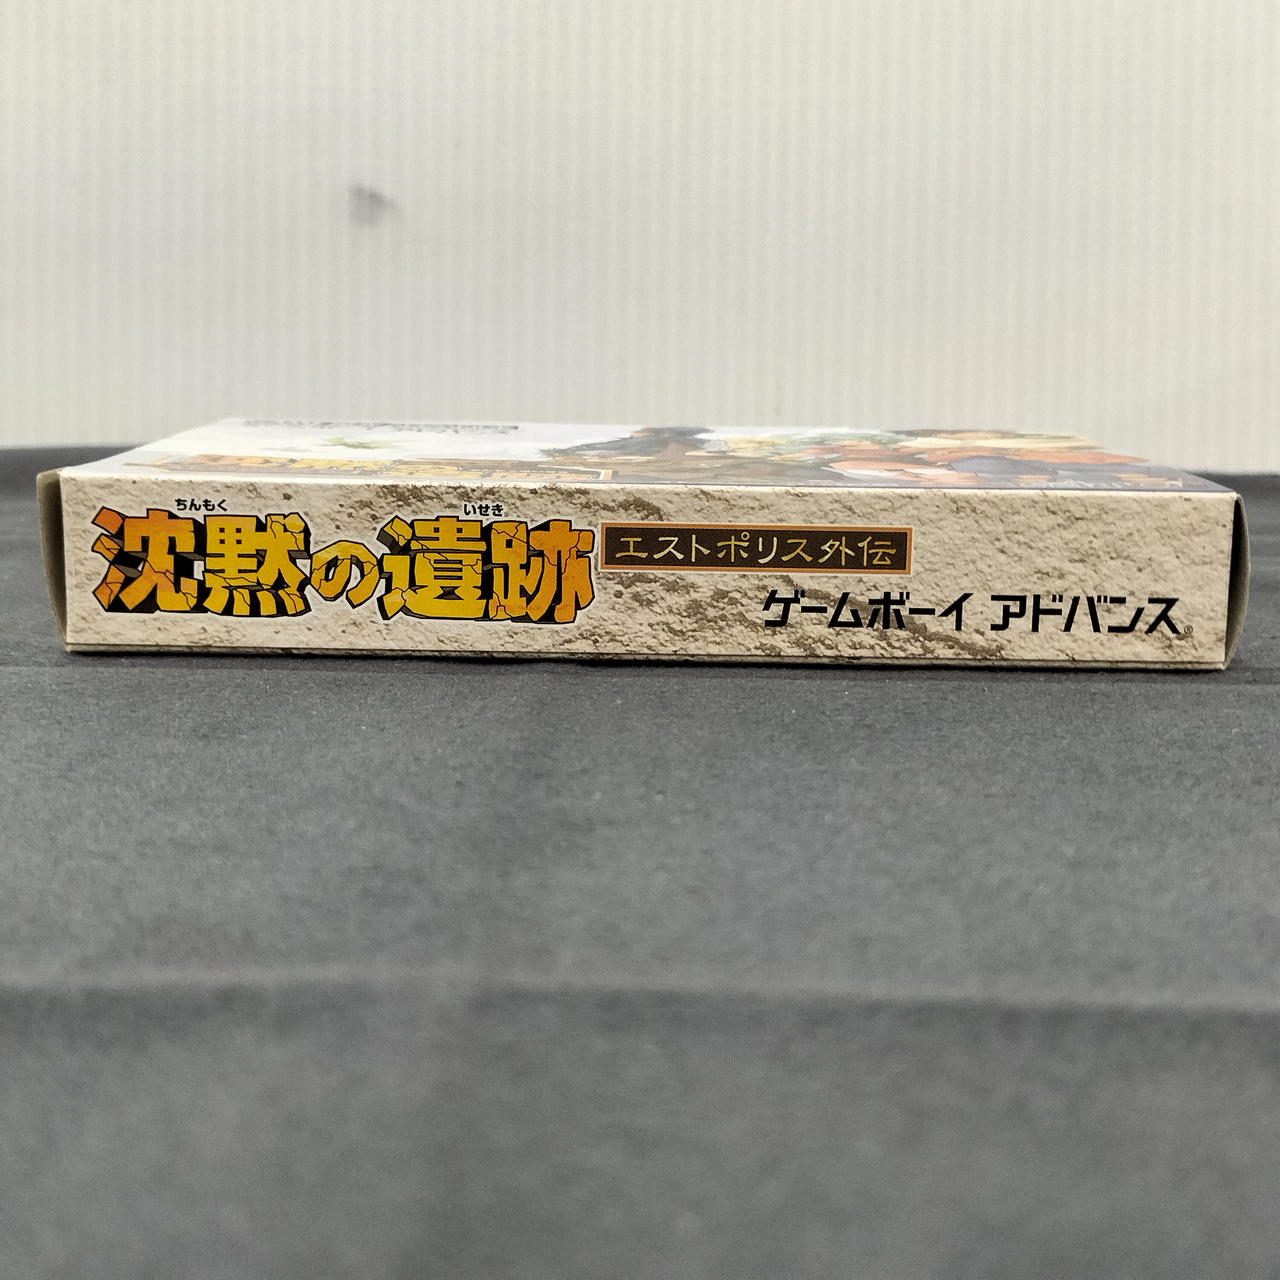 ちんもく いせき
沈黙の遺跡
エストポリス外伝
ゲームボーイ アドバンス®